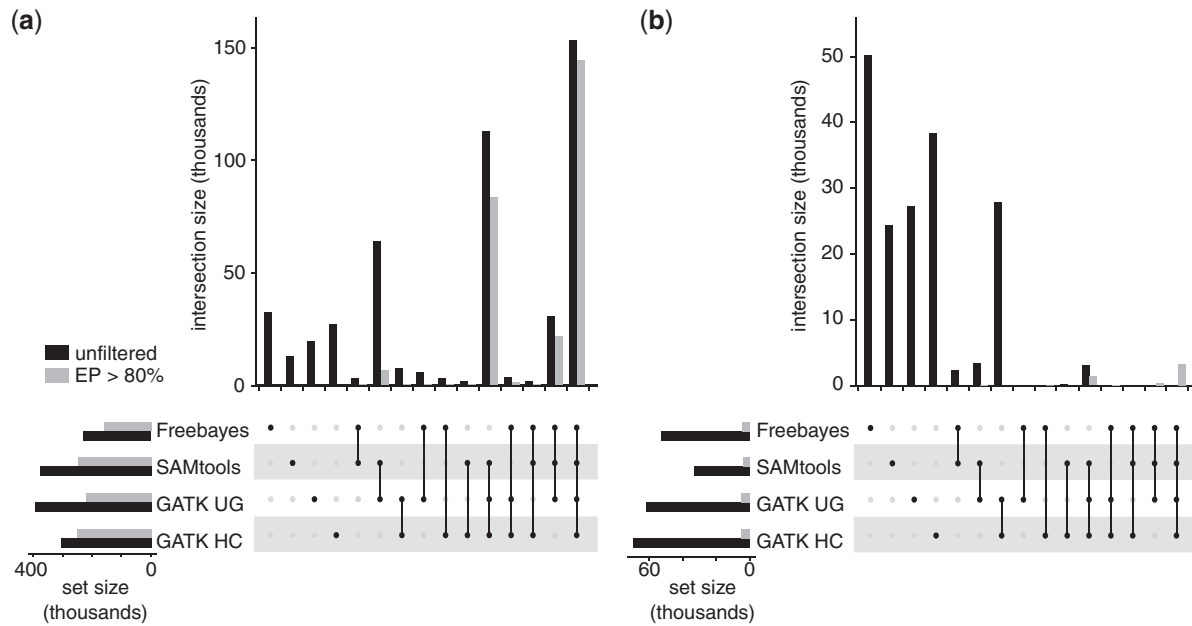 (a)
intersection size (thousands)
150
100
50
0
unfiltered
EP > 80%
Freebayes
SAMtools
GATK UG
GATK HC
400
0
set size
(thousands)
(b)
intersection size (thousands)
50
40
30
20
10
0
Freebayes
SAMtools
GATK UG
GATK HC
60
0
set size
(thousands)